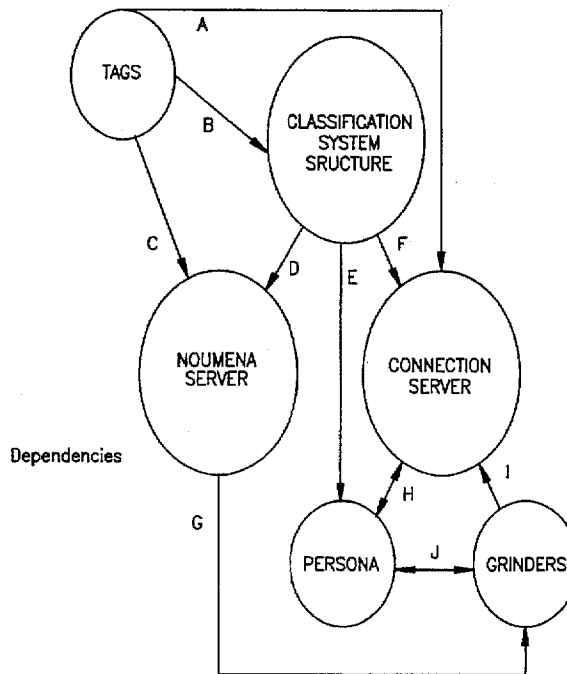 A
TAGS
B
CLASSIFICATION
SYSTEM
SRUCTURE
C
D
E
F
NOUMENA
SERVER
CONNECTION
SERVER
Dependencies
G
H
I
J
PERSONA
GRINDERS